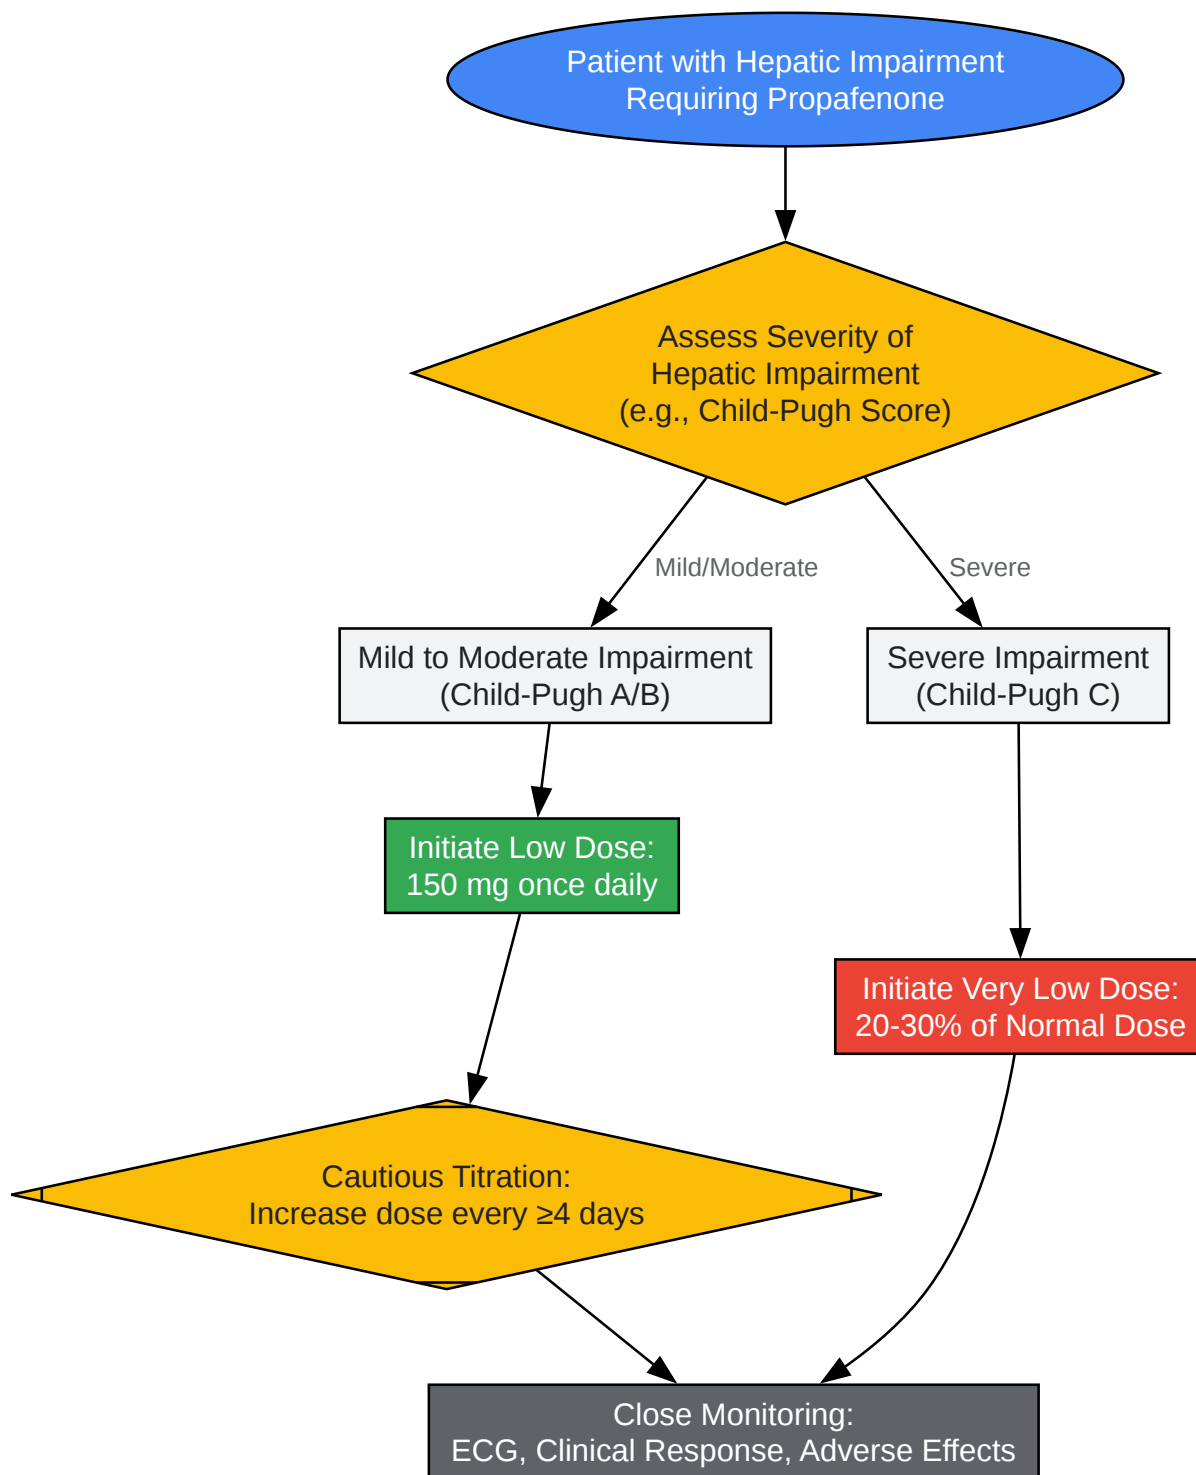 Patient with Hepatic Impairment
Requiring Propafenone
Assess Severity of
Hepatic Impairment
(e.g., Child-Pugh Score)
Mild/Moderate
Severe
Mild to Moderate Impairment
(Child-Pugh A/B)
Severe Impairment
(Child-Pugh C)
Initiate Low Dose:
150 mg once daily
Initiate Very Low Dose:
20-30% of Normal Dose
Cautious Titration:
Increase dose every ≥4 days
Close Monitoring:
ECG, Clinical Response, Adverse Effects